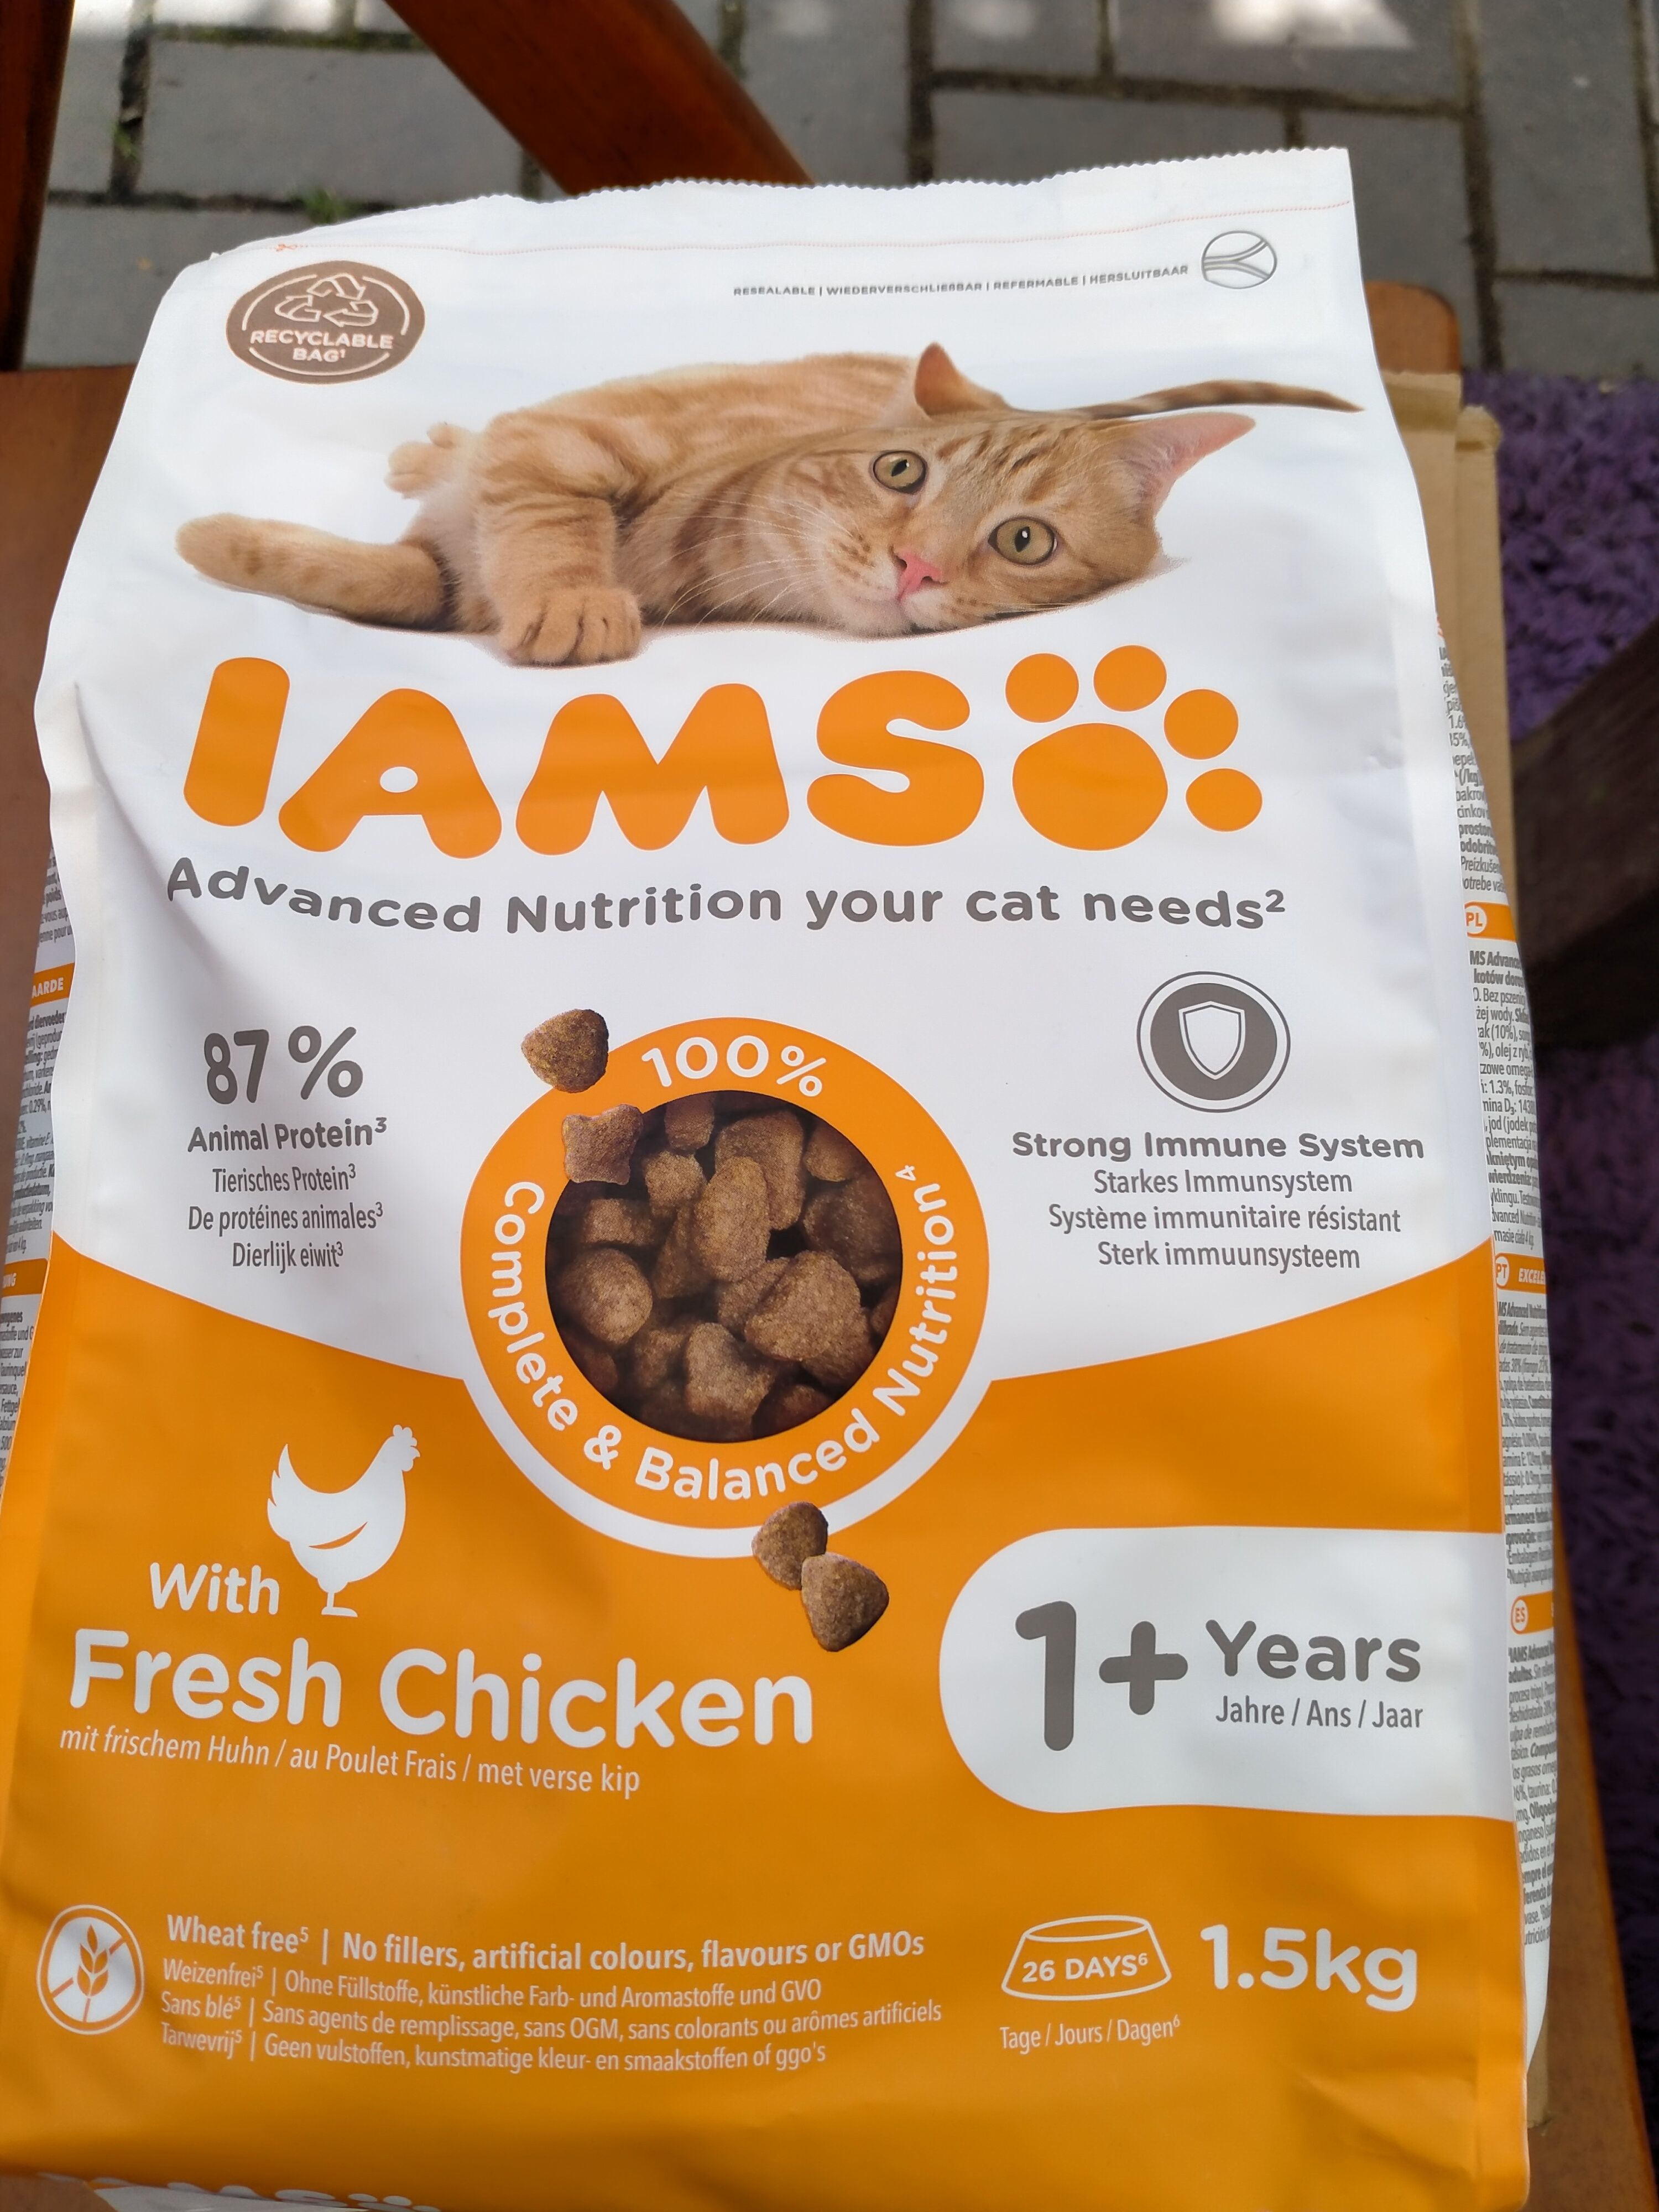 RESEALABLE | WIEDERVERSCHLIEßBAR | REFERMABLE | HERSLUITBAAR
RECYCLABLE
BAG¹
IAMS
Advanced Nutrition your cat needs²
87%
Animal Protein³
Tierisches Protein³
De protéines animales³
Dierlijk eiwit³
100%
Complete & Balanced Nutrition⁴
Strong Immune System
Starkes Immunsystem
Système immunitaire résistant
Sterk immuunsysteem
With
Fresh Chicken
mit frischem Huhn / au Poulet Frais / met verse kip
1+ Years
Jahre / Ans / Jaar
Wheat free⁵ | No fillers, artificial colours, flavours or GMOs
Weizenfrei⁵ | Ohne Füllstoffe, künstliche Farb- und Aromastoffe und GVO
Sans blé⁵ | Sans agents de remplissage, sans OGM, sans colorants ou arômes artificiels
Tarwevrij⁵ | Geen vulstoffen, kunstmatige kleur- en smaakstoffen of ggo's
26 DAYS⁶
Tage / Jours / Dagen⁶
1.5kg
PL
PT
ES